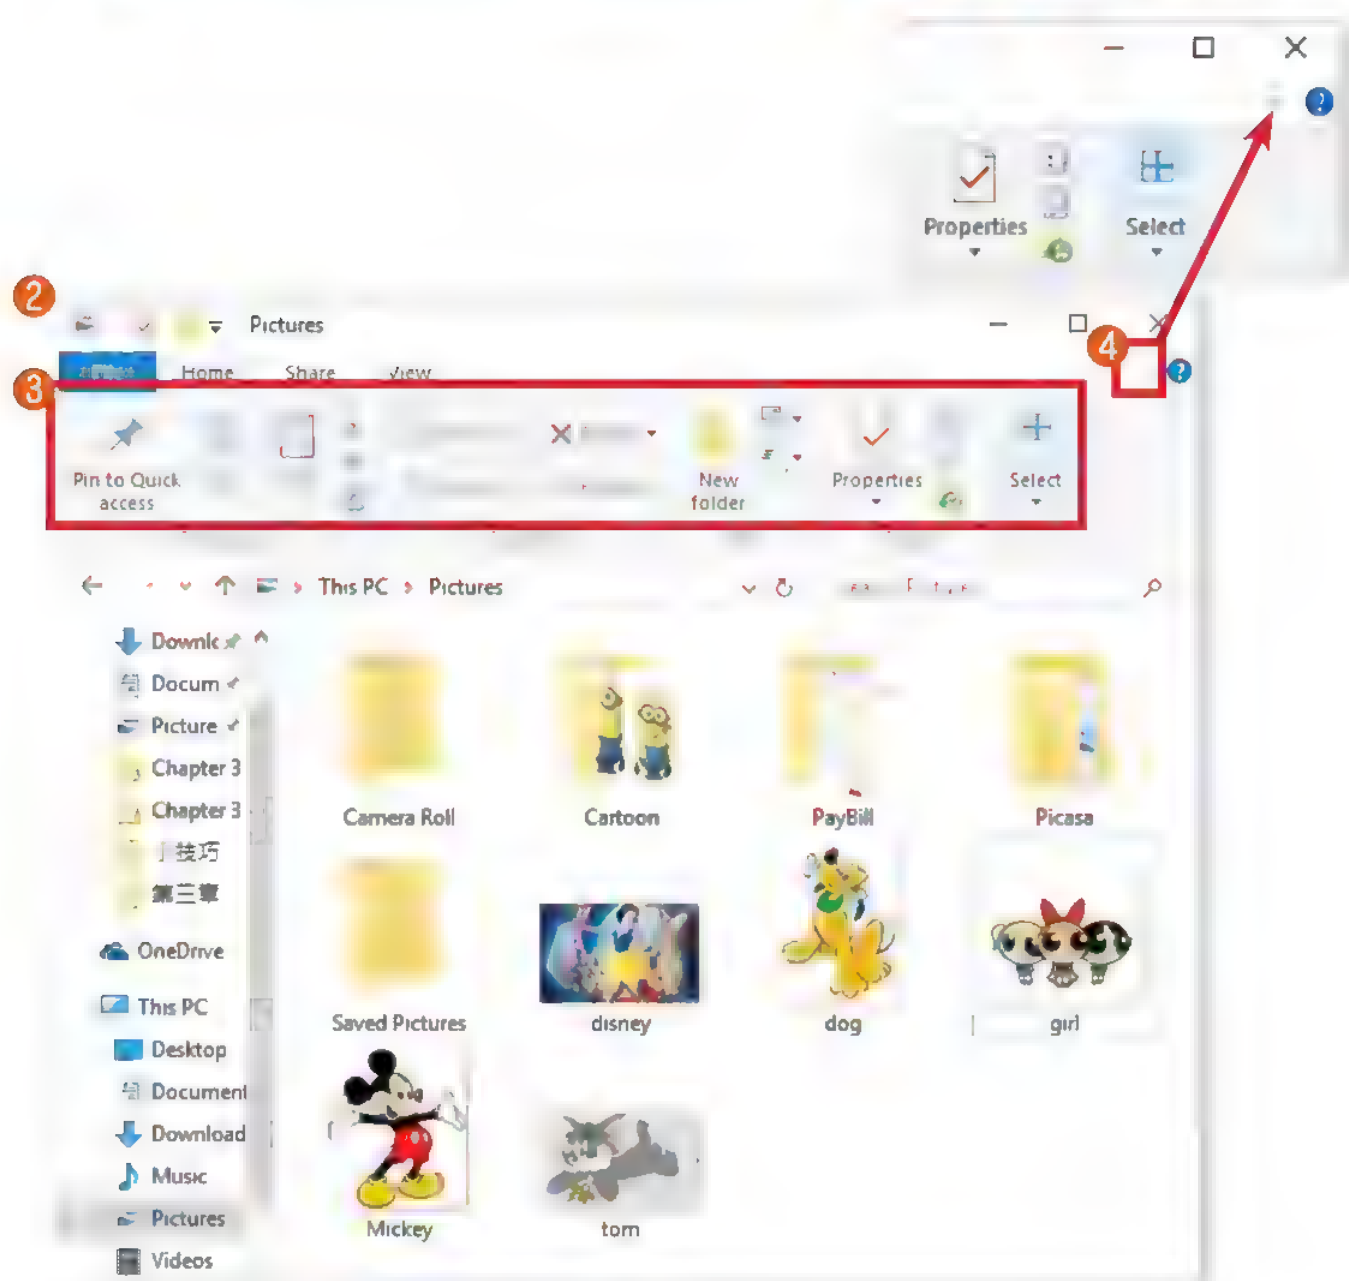 Properties
Select
2
Pictures
4
Home Share View
3
Pin to Quick
access
New
folder
Properties
Select
This PC > Pictures
Downlc
Docum
Picture
Chapter 3
Chapter 3
技巧
第三章
OneDrive
This PC
Desktop
Document
Download
Music
Pictures
Videos
Camera Roll
Cartoon
PayBill
Picasa
Saved Pictures
disney
dog
girl
Mickey
tom